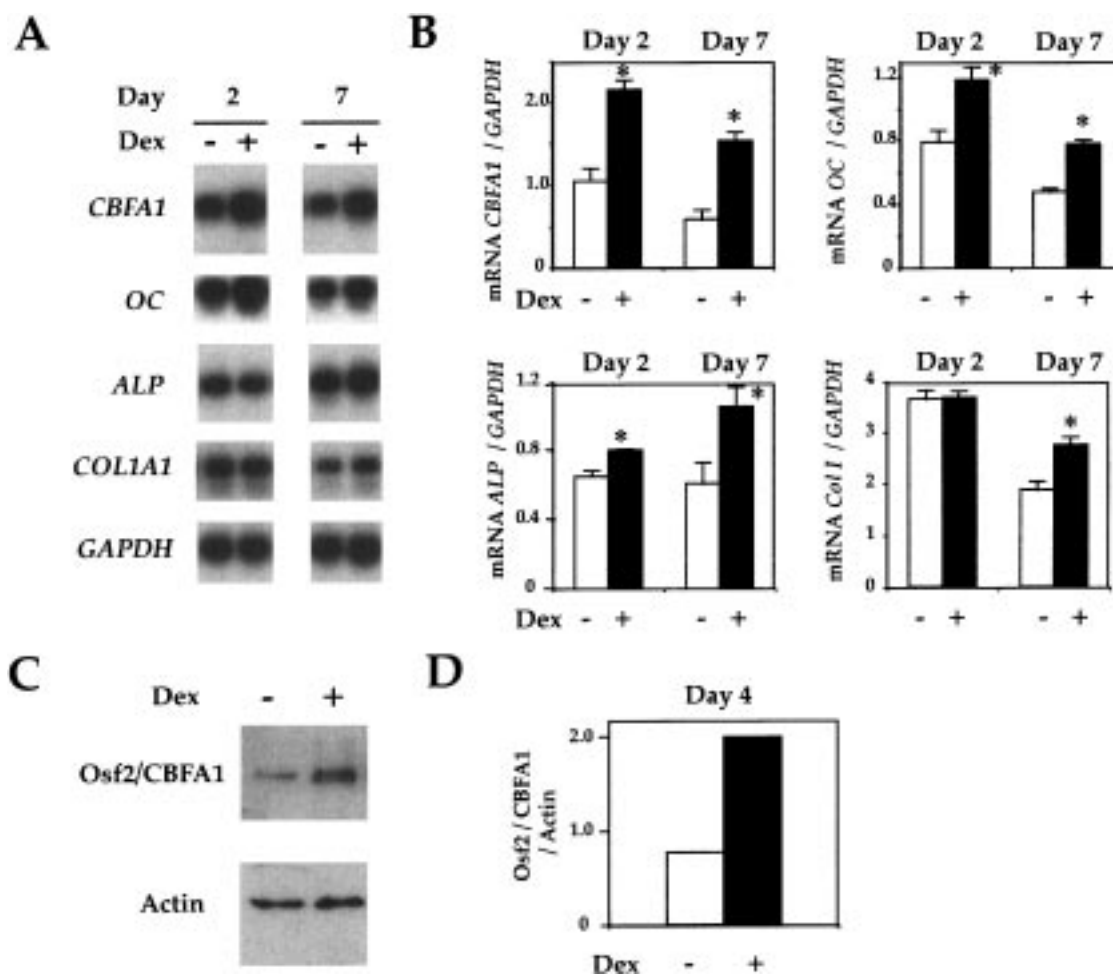 A
Day 2 7
Dex - + - +
CBFA1
OC
ALP
COL1A1
GAPDH
B
Day 2 Day 7
mRNA CBFA1 / GAPDH
2.0
1.0
0
* *
Dex - + - +
Day 2 Day 7
mRNA OC / GAPDH
1.2
0.8
0.4
0
* *
- + - +
Day 2 Day 7
mRNA ALP / GAPDH
1.2
0.8
0.4
0
* *
Dex - + - +
Day 2 Day 7
mRNA Col I / GAPDH
4
3
2
1
0
*
- + - +
C
Dex - +
Osf2/CBFA1
Actin
D
Day 4
Osf2 / CBFA1
/ Actin
2.0
1.0
0
Dex - +